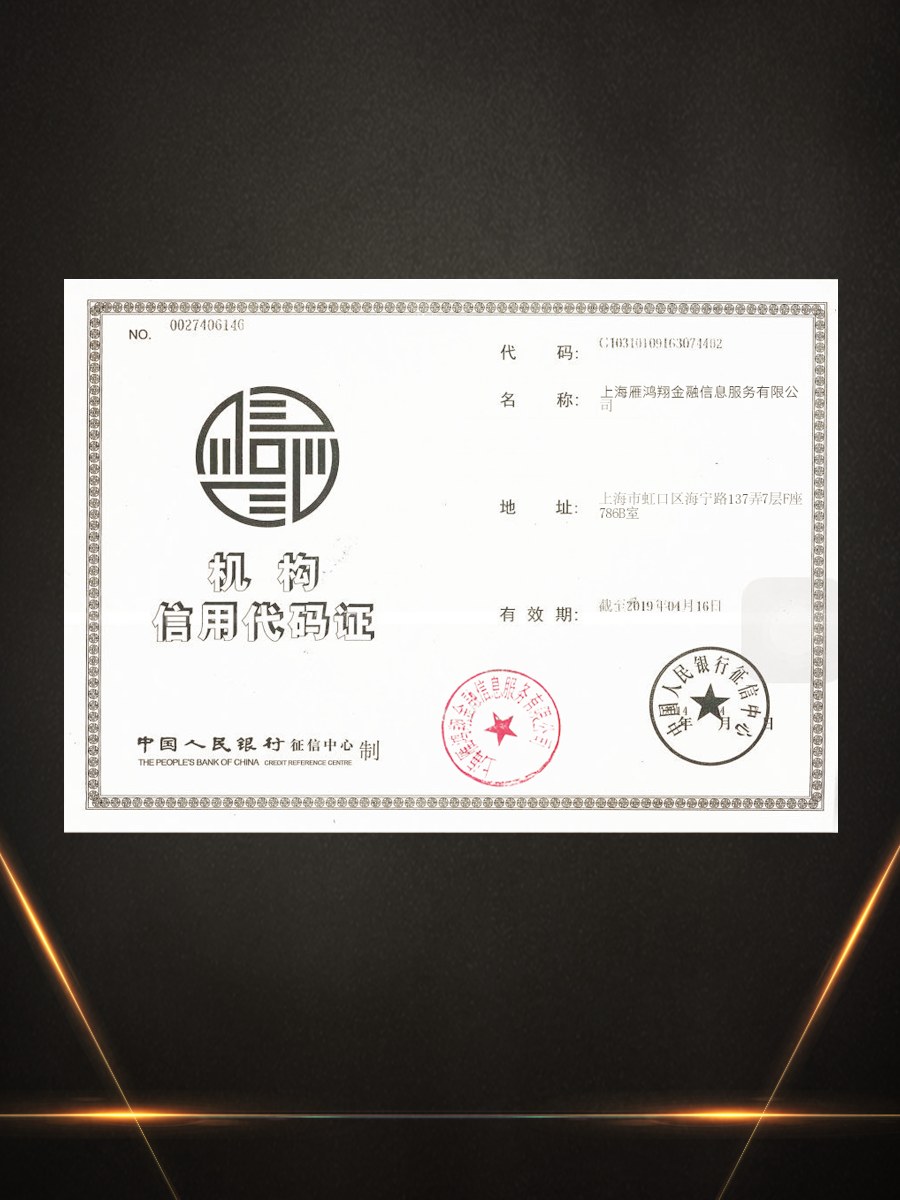 NO. 0027406146
机构
信用代码证
中国人民银行征信中心制
THE PEOPLE'S BANK OF CHINA CREDIT REFERENCE CENTRE
代码: G10310109163074402
名称: 上海雁鸿翔金融信息服务有限公
司
地址: 上海市虹口区海宁路137弄7层F座
786B室
有效期: 截至2019年04月16日
上海雁鸿翔金融信息服务有限公司
中国人民银行征信中心
年 月 日